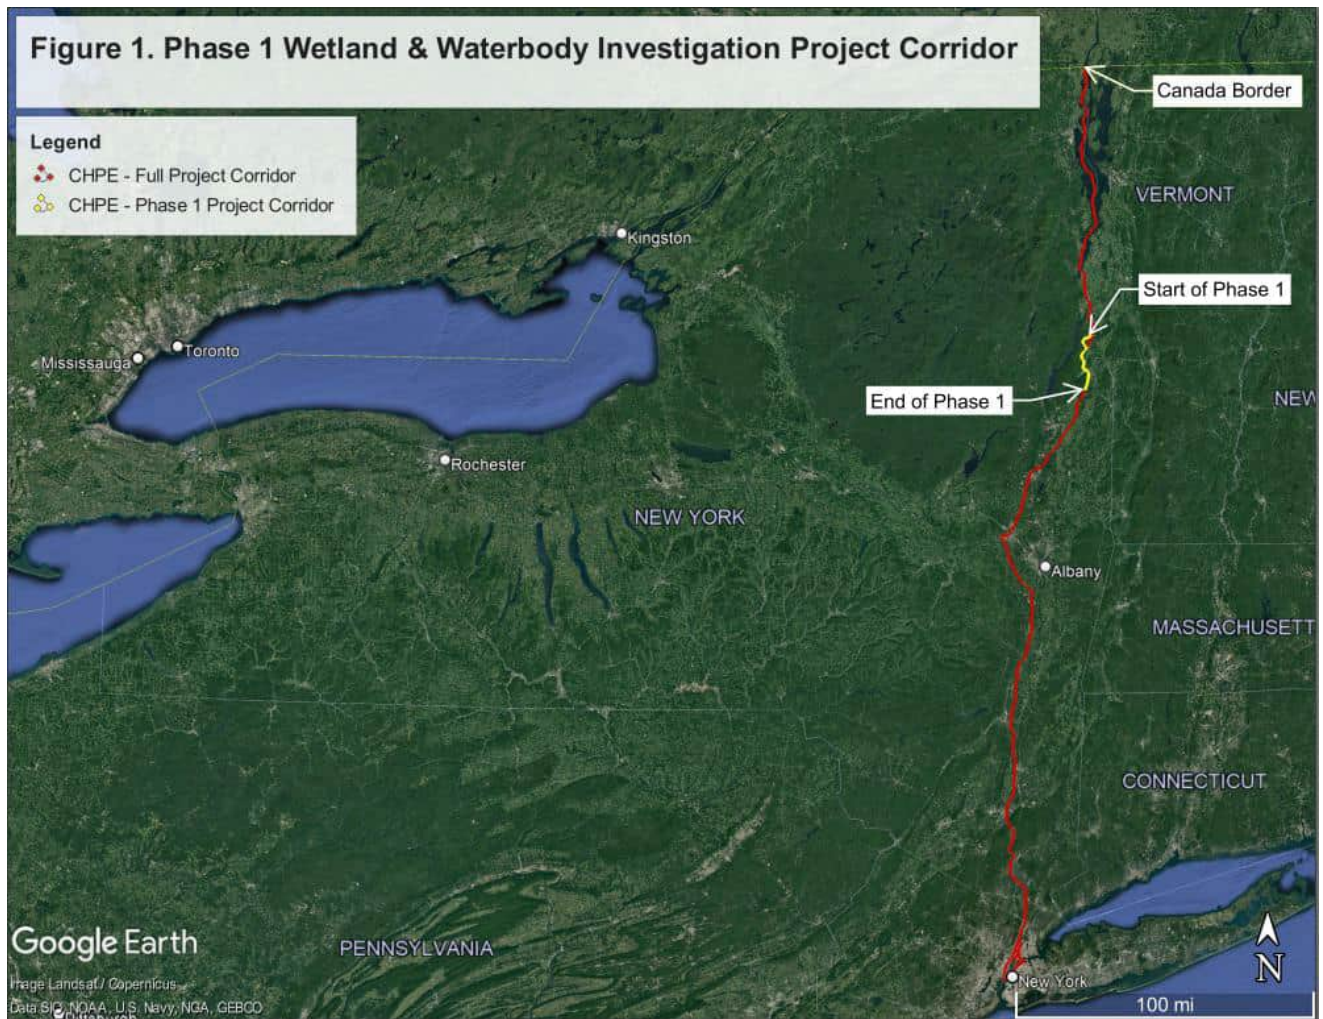 Figure 1. Phase 1 Wetland & Waterbody Investigation Project Corridor
Canada Border
Legend
CHPE - Full Project Corridor
CHPE - Phase 1 Project Corridor
VERMONT
Kingston
Start of Phase 1
Toronto
Mississauga
End of Phase 1
NEW
Rochester
NEW YORK
Albany
MASSACHUSETT
CONNECTICUT
Google Earth
PENNSYLVANIA
N
New York
Image Landsat / Copernicus
Data SIO, NOAA, U.S. Navy, NGA, GEBCO
100 mi
Pittsburgh